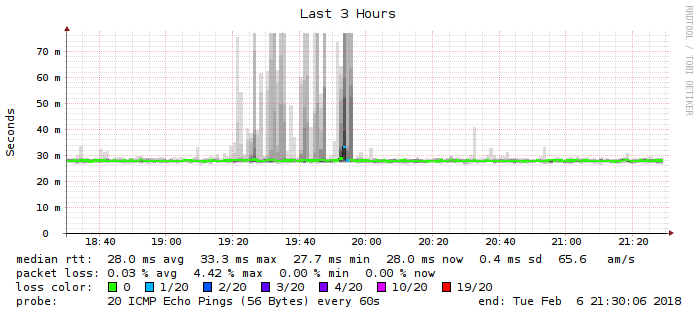 Last 3 Hours
RRDTOOL / TOBI OETIKER
Seconds
70 m
60 m
50 m
40 m
30 m
20 m
10 m
0
18:40 19:00 19:20 19:40 20:00 20:20 20:40 21:00 21:20
median rtt: 28.0 ms avg 33.3 ms max 27.7 ms min 28.0 ms now 0.4 ms sd 65.6 am/s
packet loss: 0.03 % avg 4.42 % max 0.00 % min 0.00 % now
loss color: 0 1/20 2/20 3/20 4/20 10/20 19/20
probe: 20 ICMP Echo Pings (56 Bytes) every 60s end: Tue Feb 6 21:30:06 2018